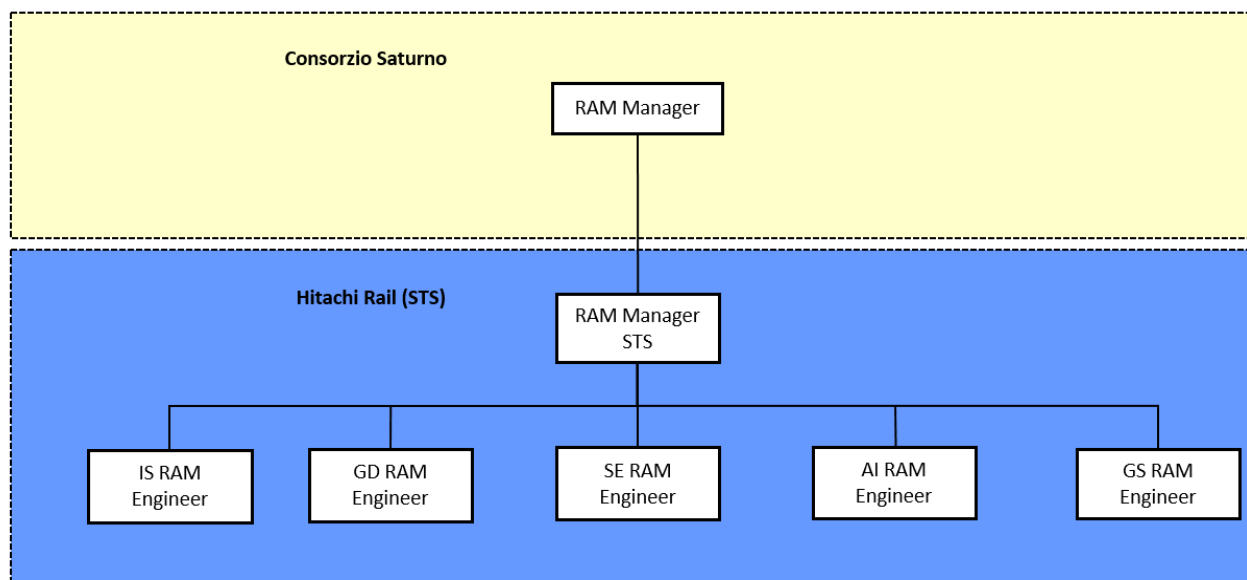 Consorzio Saturno
RAM Manager
Hitachi Rail (STS)
RAM Manager
STS
IS RAM
Engineer
GD RAM
Engineer
SE RAM
Engineer
AI RAM
Engineer
GS RAM
Engineer